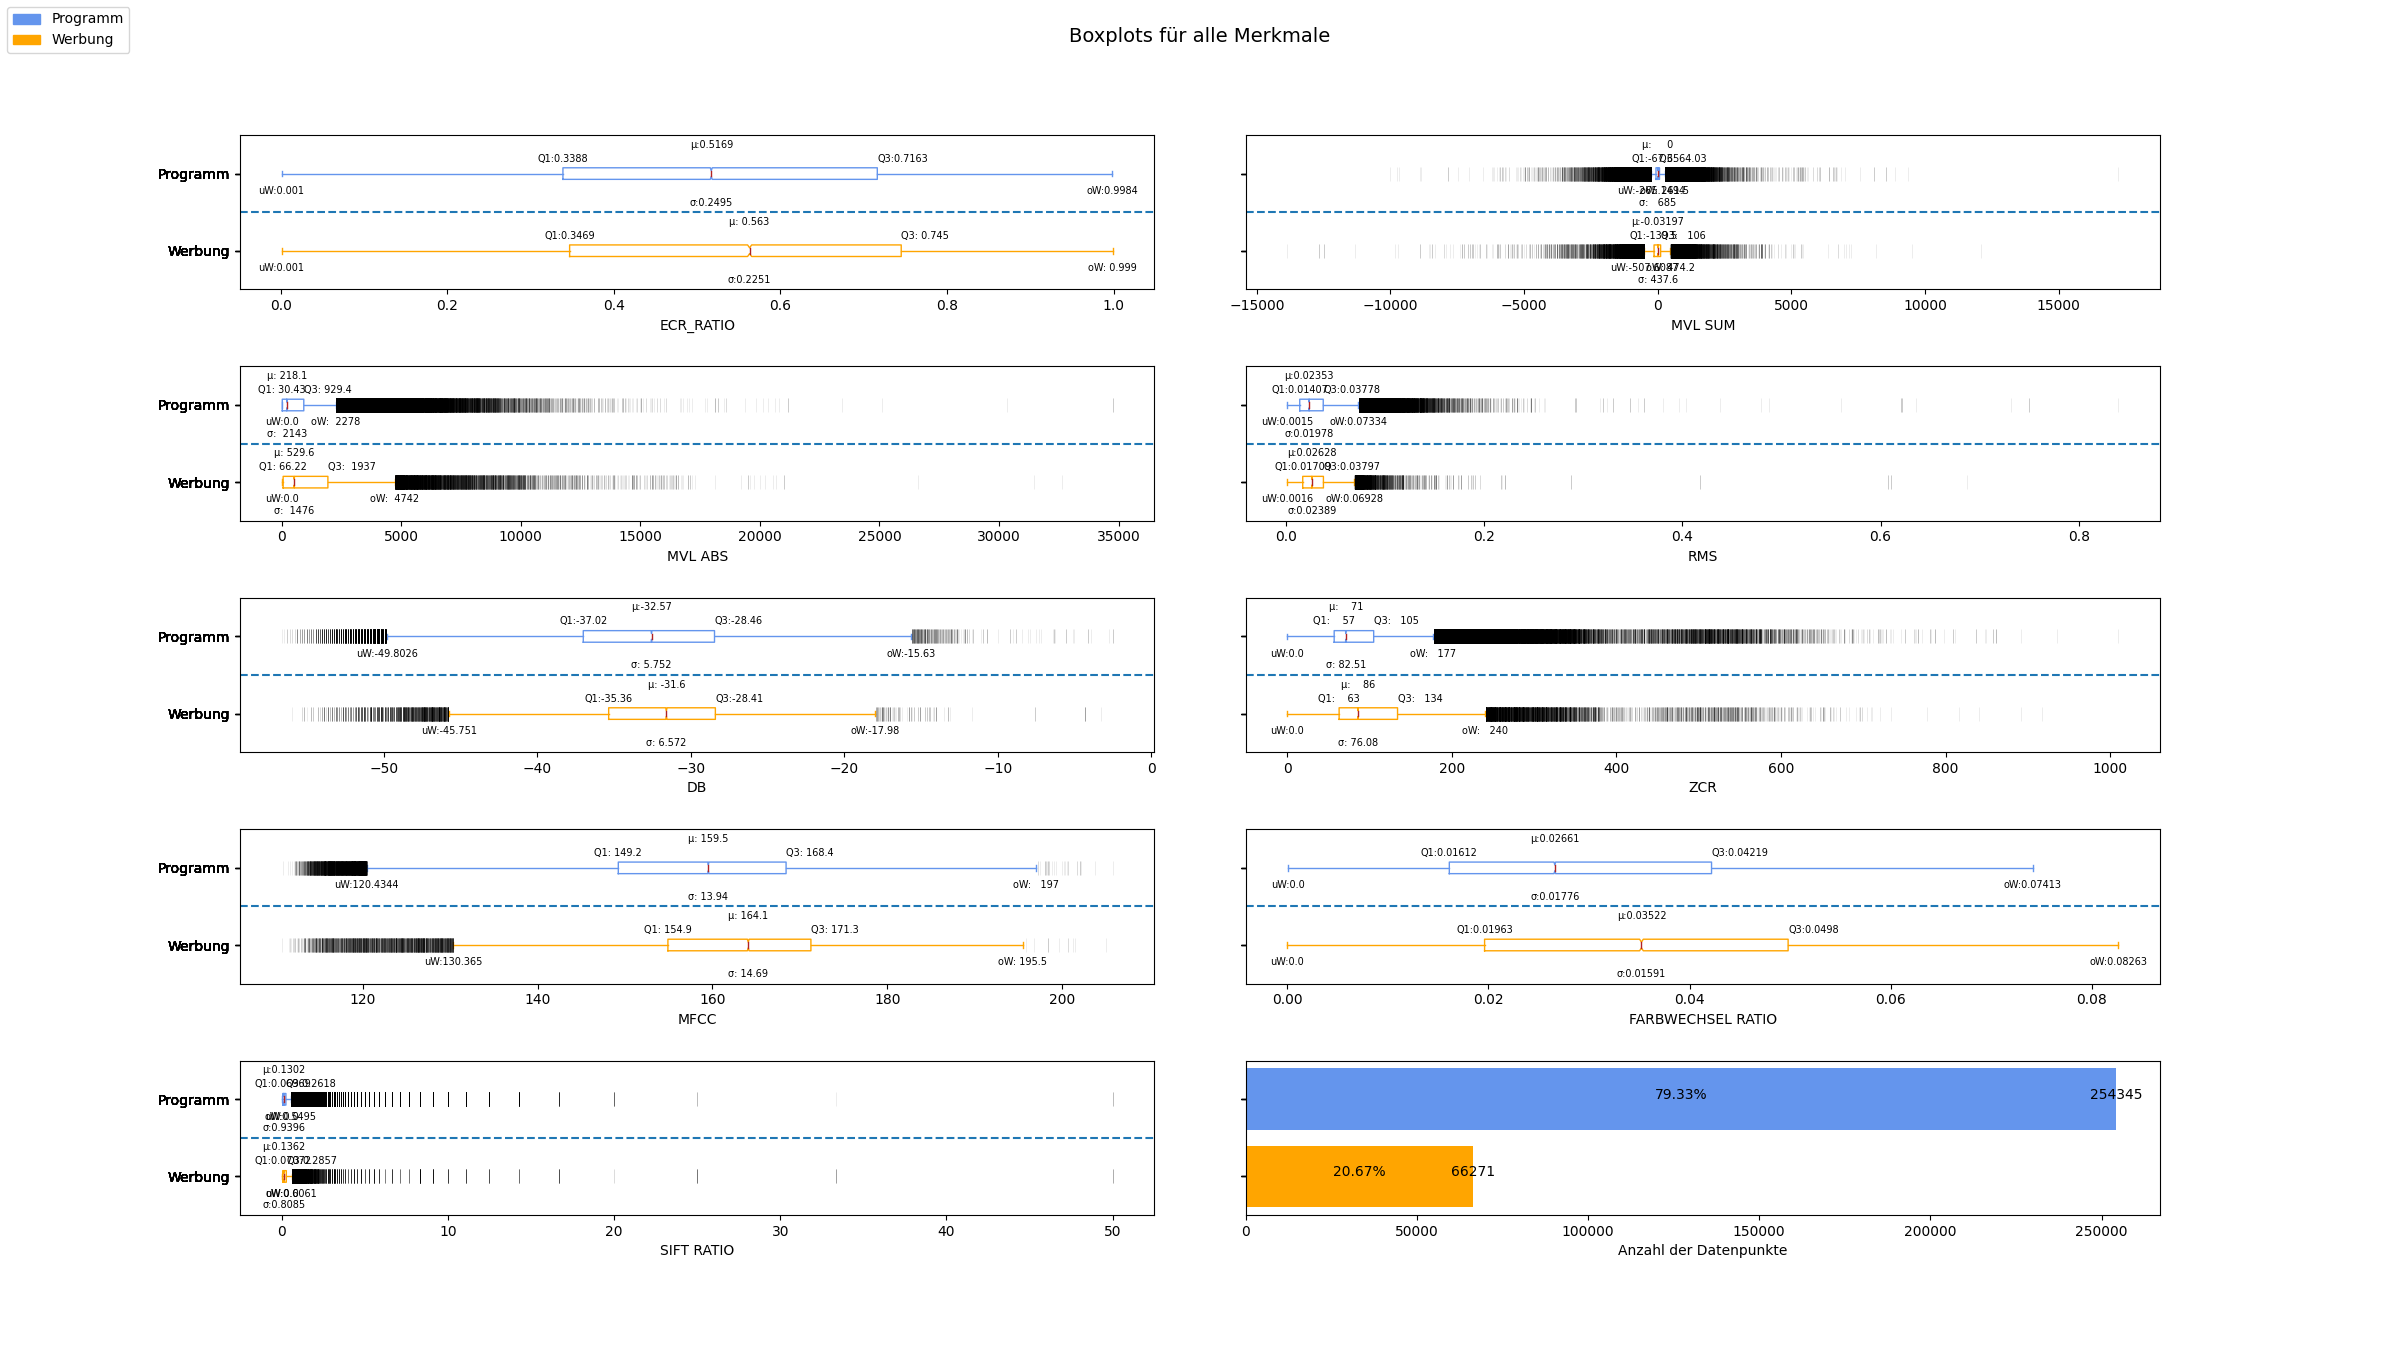 Programm
Werbung
Boxplots für alle Merkmale
μ:0.5169
Q1:0.3388 Q3:0.7163
Programm
uW:0.001 oW:0.9984
σ:0.2495
μ: 0.563
Q1:0.3469 Q3: 0.745
Werbung
uW:0.001 oW: 0.999
σ:0.2251
0.0 0.2 0.4 0.6 0.8 1.0
ECR_RATIO
μ: 0
σ: 685
μ:-0.03197
Q3: 106
σ: 437.6
−15000 −10000 −5000 0 5000 10000 15000
MVL SUM
μ: 218.1
Q1: 30.43 Q3: 929.4
Programm
uW:0.0 oW: 2278
σ: 2143
μ: 529.6
Q1: 66.22 Q3: 1937
Werbung
uW:0.0 oW: 4742
σ: 1476
0 5000 10000 15000 20000 25000 30000 35000
MVL ABS
μ:0.02353
Q1:0.01407 Q3:0.03778
uW:0.0015 oW:0.07334
σ:0.01978
μ:0.02628
Q1:0.01709 Q3:0.03797
uW:0.0016 oW:0.06928
σ:0.02389
0.0 0.2 0.4 0.6 0.8
RMS
μ:-32.57
Q1:-37.02 Q3:-28.46
Programm
uW:-49.8026 oW:-15.63
σ: 5.752
μ: -31.6
Q1:-35.36 Q3:-28.41
Werbung
uW:-45.751 oW:-17.98
σ: 6.572
−50 −40 −30 −20 −10 0
DB
μ: 71
Q1: 57 Q3: 105
uW:0.0 oW: 177
σ: 82.51
μ: 86
Q1: 63 Q3: 134
uW:0.0 oW: 240
σ: 76.08
0 200 400 600 800 1000
ZCR
μ: 159.5
Q1: 149.2 Q3: 168.4
Programm
uW:120.4344 oW: 197
σ: 13.94
μ: 164.1
Q1: 154.9 Q3: 171.3
Werbung
uW:130.365 oW: 195.5
σ: 14.69
120 140 160 180 200
MFCC
μ:0.02661
Q1:0.01612 Q3:0.04219
uW:0.0 oW:0.07413
σ:0.01776
μ:0.03522
Q1:0.01963 Q3:0.0498
uW:0.0 oW:0.08263
σ:0.01591
0.00 0.02 0.04 0.06 0.08
FARBWECHSEL RATIO
μ:0.1302
Programm
σ:0.9396
μ:0.1362
Werbung
σ:0.8085
0 10 20 30 40 50
SIFT RATIO
79.33% 254345
20.67% 66271
0 50000 100000 150000 200000 250000
Anzahl der Datenpunkte